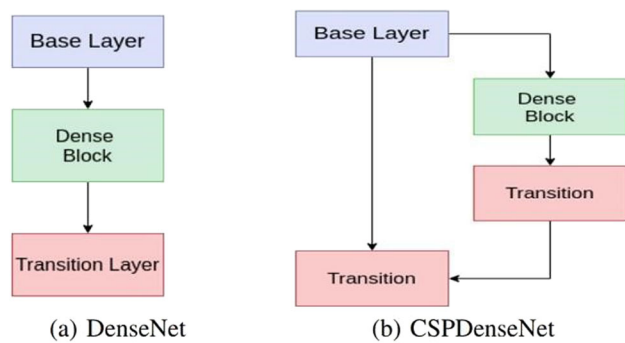 Base Layer
Dense
Block
Transition Layer
(a) DenseNet
Base Layer
Dense
Block
Transition
Transition
(b) CSPDenseNet